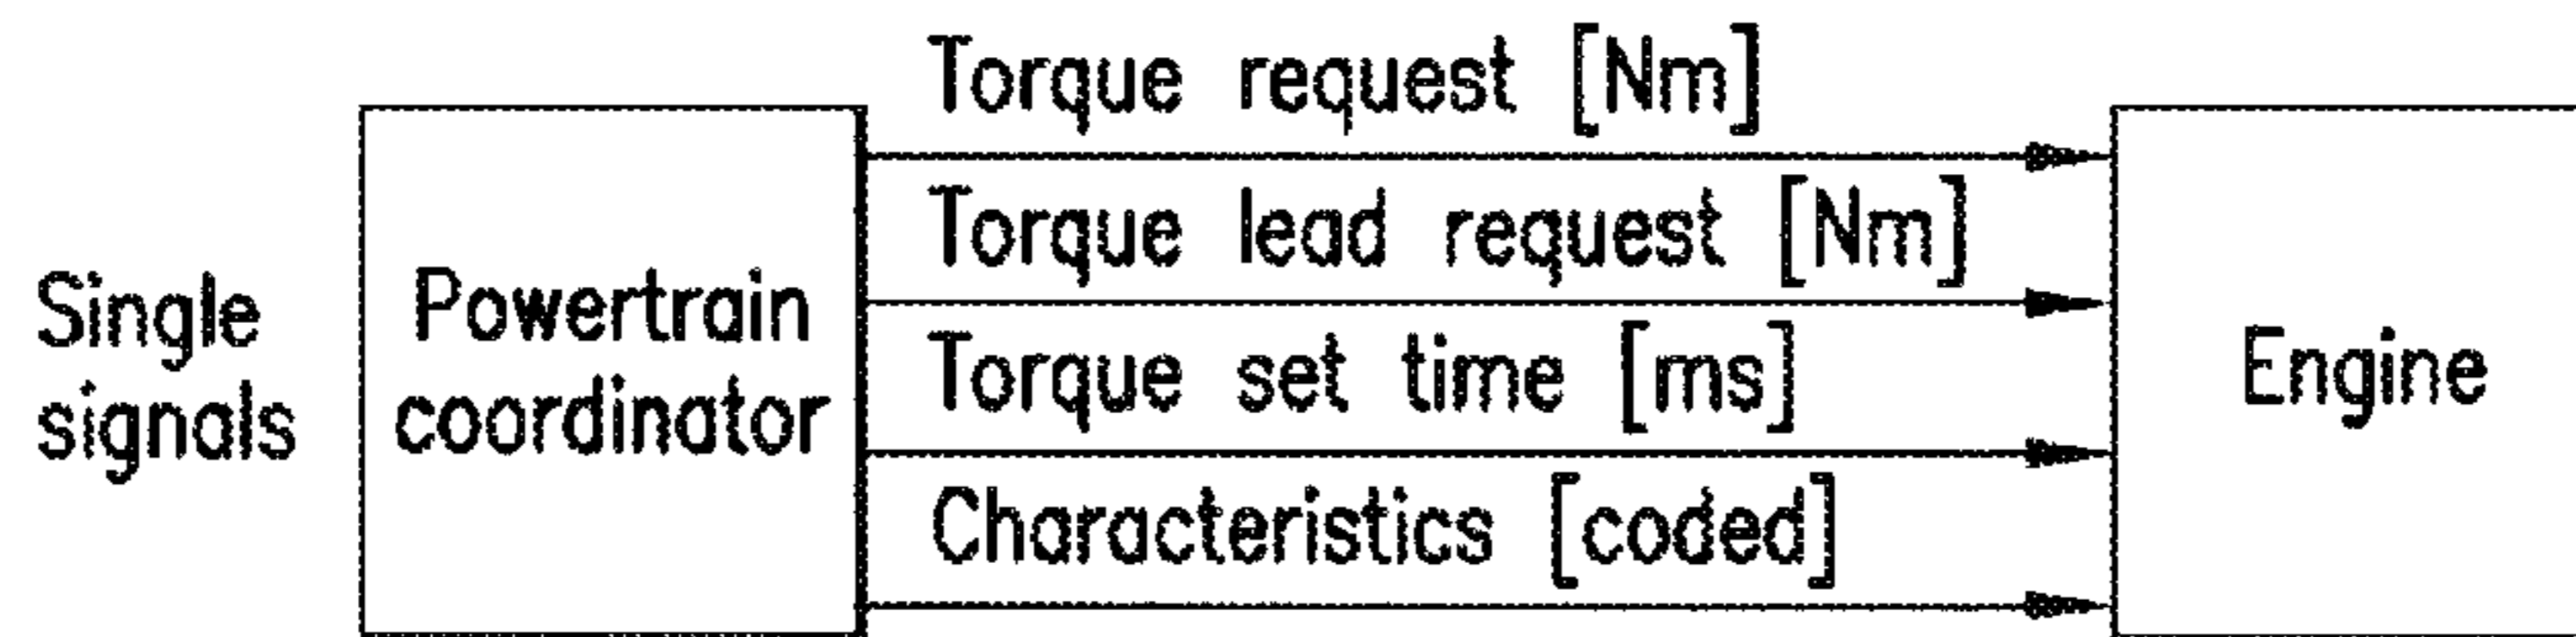 Single
signals
Powertrain
coordinator
Torque request [Nm]
Torque lead request [Nm]
Torque set time [ms]
Characteristics [coded]
Engine